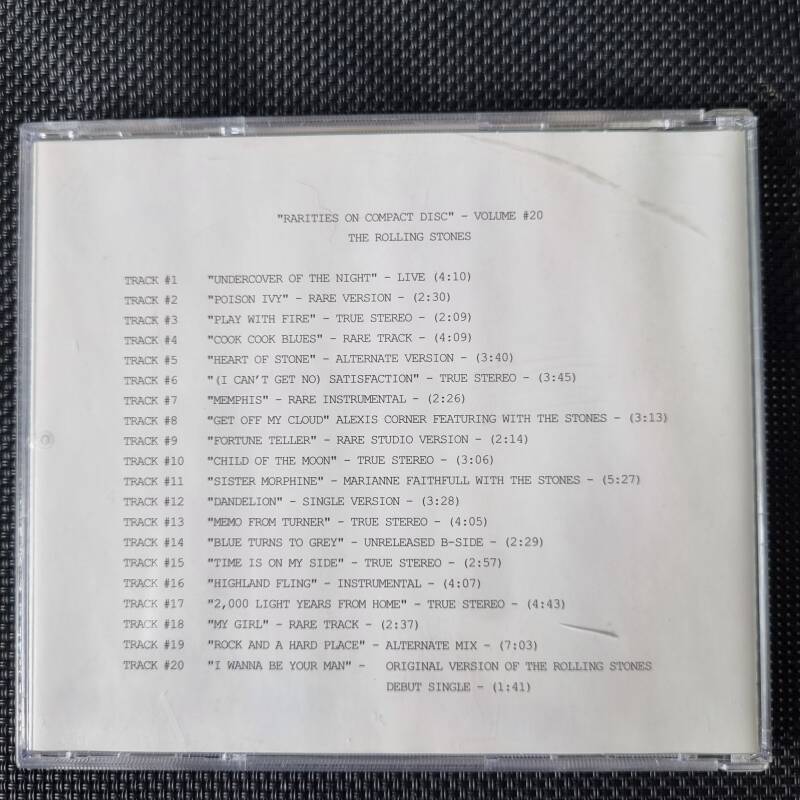 "RARITIES ON COMPACT DISC" - VOLUME #20
THE ROLLING STONES
TRACK #1 "UNDERCOVER OF THE NIGHT" - LIVE (4:10)
TRACK #2 "POISON IVY" - RARE VERSION - (2:30)
TRACK #3 "PLAY WITH FIRE" - TRUE STEREO - (2:09)
TRACK #4 "COOK COOK BLUES" - RARE TRACK - (4:09)
TRACK #5 "HEART OF STONE" - ALTERNATE VERSION - (3:40)
TRACK #6 "(I CAN'T GET NO) SATISFACTION" - TRUE STEREO - (3:45)
TRACK #7 "MEMPHIS" - RARE INSTRUMENTAL - (2:26)
TRACK #8 "GET OFF MY CLOUD" ALEXIS CORNER FEATURING WITH THE STONES - (3:13)
TRACK #9 "FORTUNE TELLER" - RARE STUDIO VERSION - (2:14)
TRACK #10 "CHILD OF THE MOON" - TRUE STEREO - (3:06)
TRACK #11 "SISTER MORPHINE" - MARIANNE FAITHFULL WITH THE STONES - (5:27)
TRACK #12 "DANDELION" - SINGLE VERSION - (3:28)
TRACK #13 "MEMO FROM TURNER" - TRUE STEREO - (4:05)
TRACK #14 "BLUE TURNS TO GREY" - UNRELEASED B-SIDE - (2:29)
TRACK #15 "TIME IS ON MY SIDE" - TRUE STEREO - (2:57)
TRACK #16 "HIGHLAND FLING" - INSTRUMENTAL - (4:07)
TRACK #17 "2,000 LIGHT YEARS FROM HOME" - TRUE STEREO - (4:43)
TRACK #18 "MY GIRL" - RARE TRACK - (2:37)
TRACK #19 "ROCK AND A HARD PLACE" - ALTERNATE MIX - (7:03)
TRACK #20 "I WANNA BE YOUR MAN" - ORIGINAL VERSION OF THE ROLLING STONES
DEBUT SINGLE - (1:41)